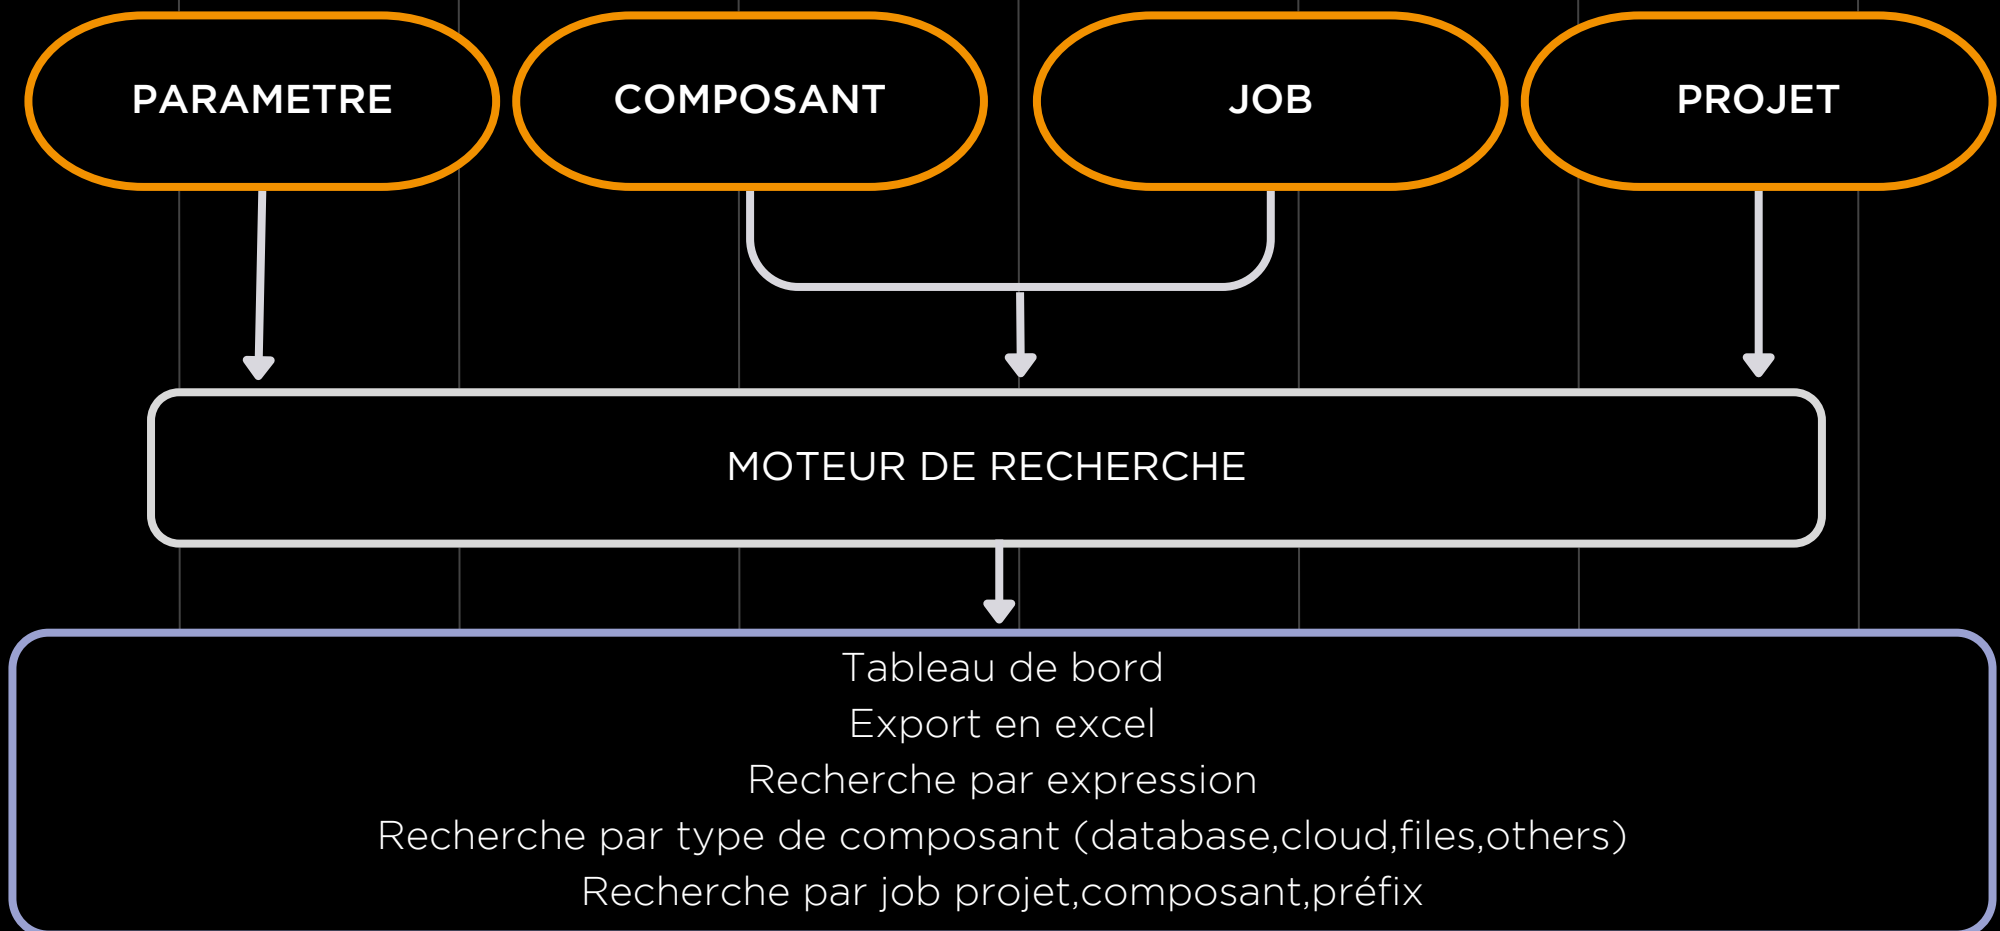 PARAMETRE
COMPOSANT
JOB
PROJET
MOTEUR DE RECHERCHE
Tableau de bord
Export en excel
Recherche par expression
Recherche par type de composant (database,cloud,files,others)
Recherche par job projet,composant,préfix